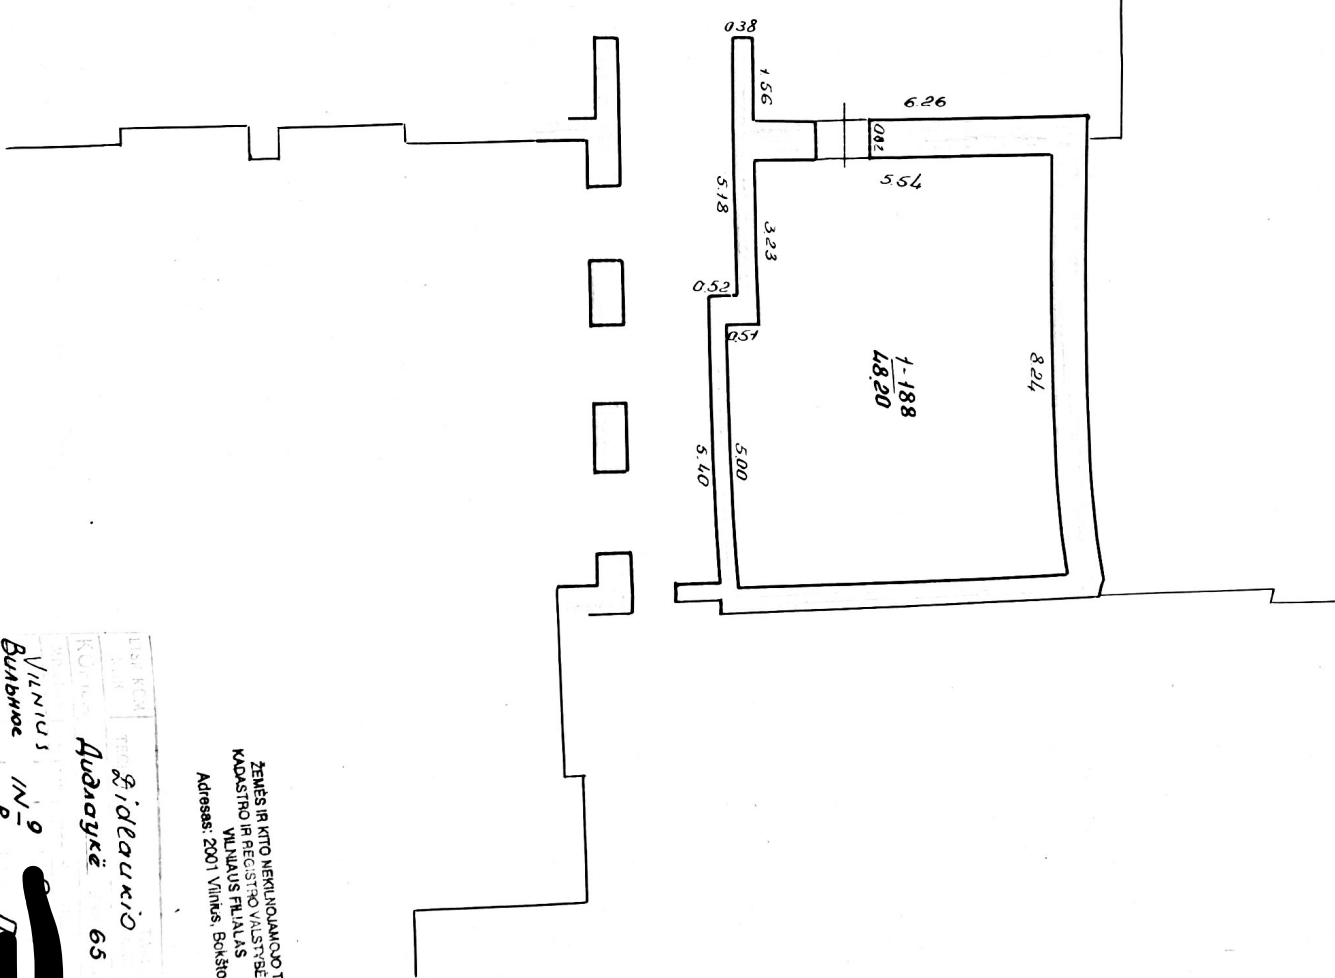 0.38
1.56
6.26
5.54
5.18
3.23
0.52
0.51
1-188
48.20
8.24
5.40
5.00
ŽEMĖS IR KITO NEKILNOJAMOJO T
KADASTRO IR REGISTRO VALSTYBĖ
VILNIAUS FILIALAS
Adresas: 2001 Vilnius, Bokšto
Didlaukio
Дидлаукё 65
VILNIUS
Вильнюс IN-9